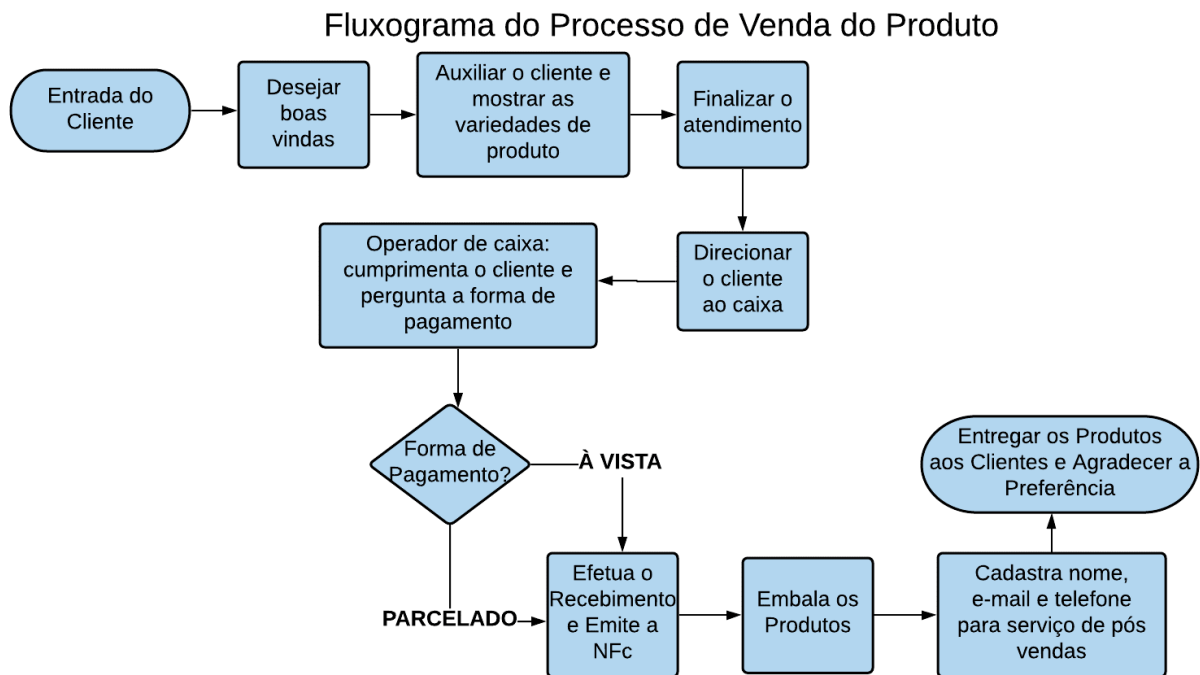 Fluxograma do Processo de Venda do Produto
Entrada do
Cliente
Desejar
boas
vindas
Auxiliar o cliente e
mostrar as
variedades de
produto
Finalizar o
atendimento
Direcionar
o cliente
ao caixa
Operador de caixa:
cumprimenta o cliente e
pergunta a forma de
pagamento
Forma de
Pagamento?
À VISTA
PARCELADO
Efetua o
Recebimento
e Emite a
NFc
Embala os
Produtos
Cadastra nome,
e-mail e telefone
para serviço de pós
vendas
Entregar os Produtos
aos Clientes e Agradecer a
Preferência